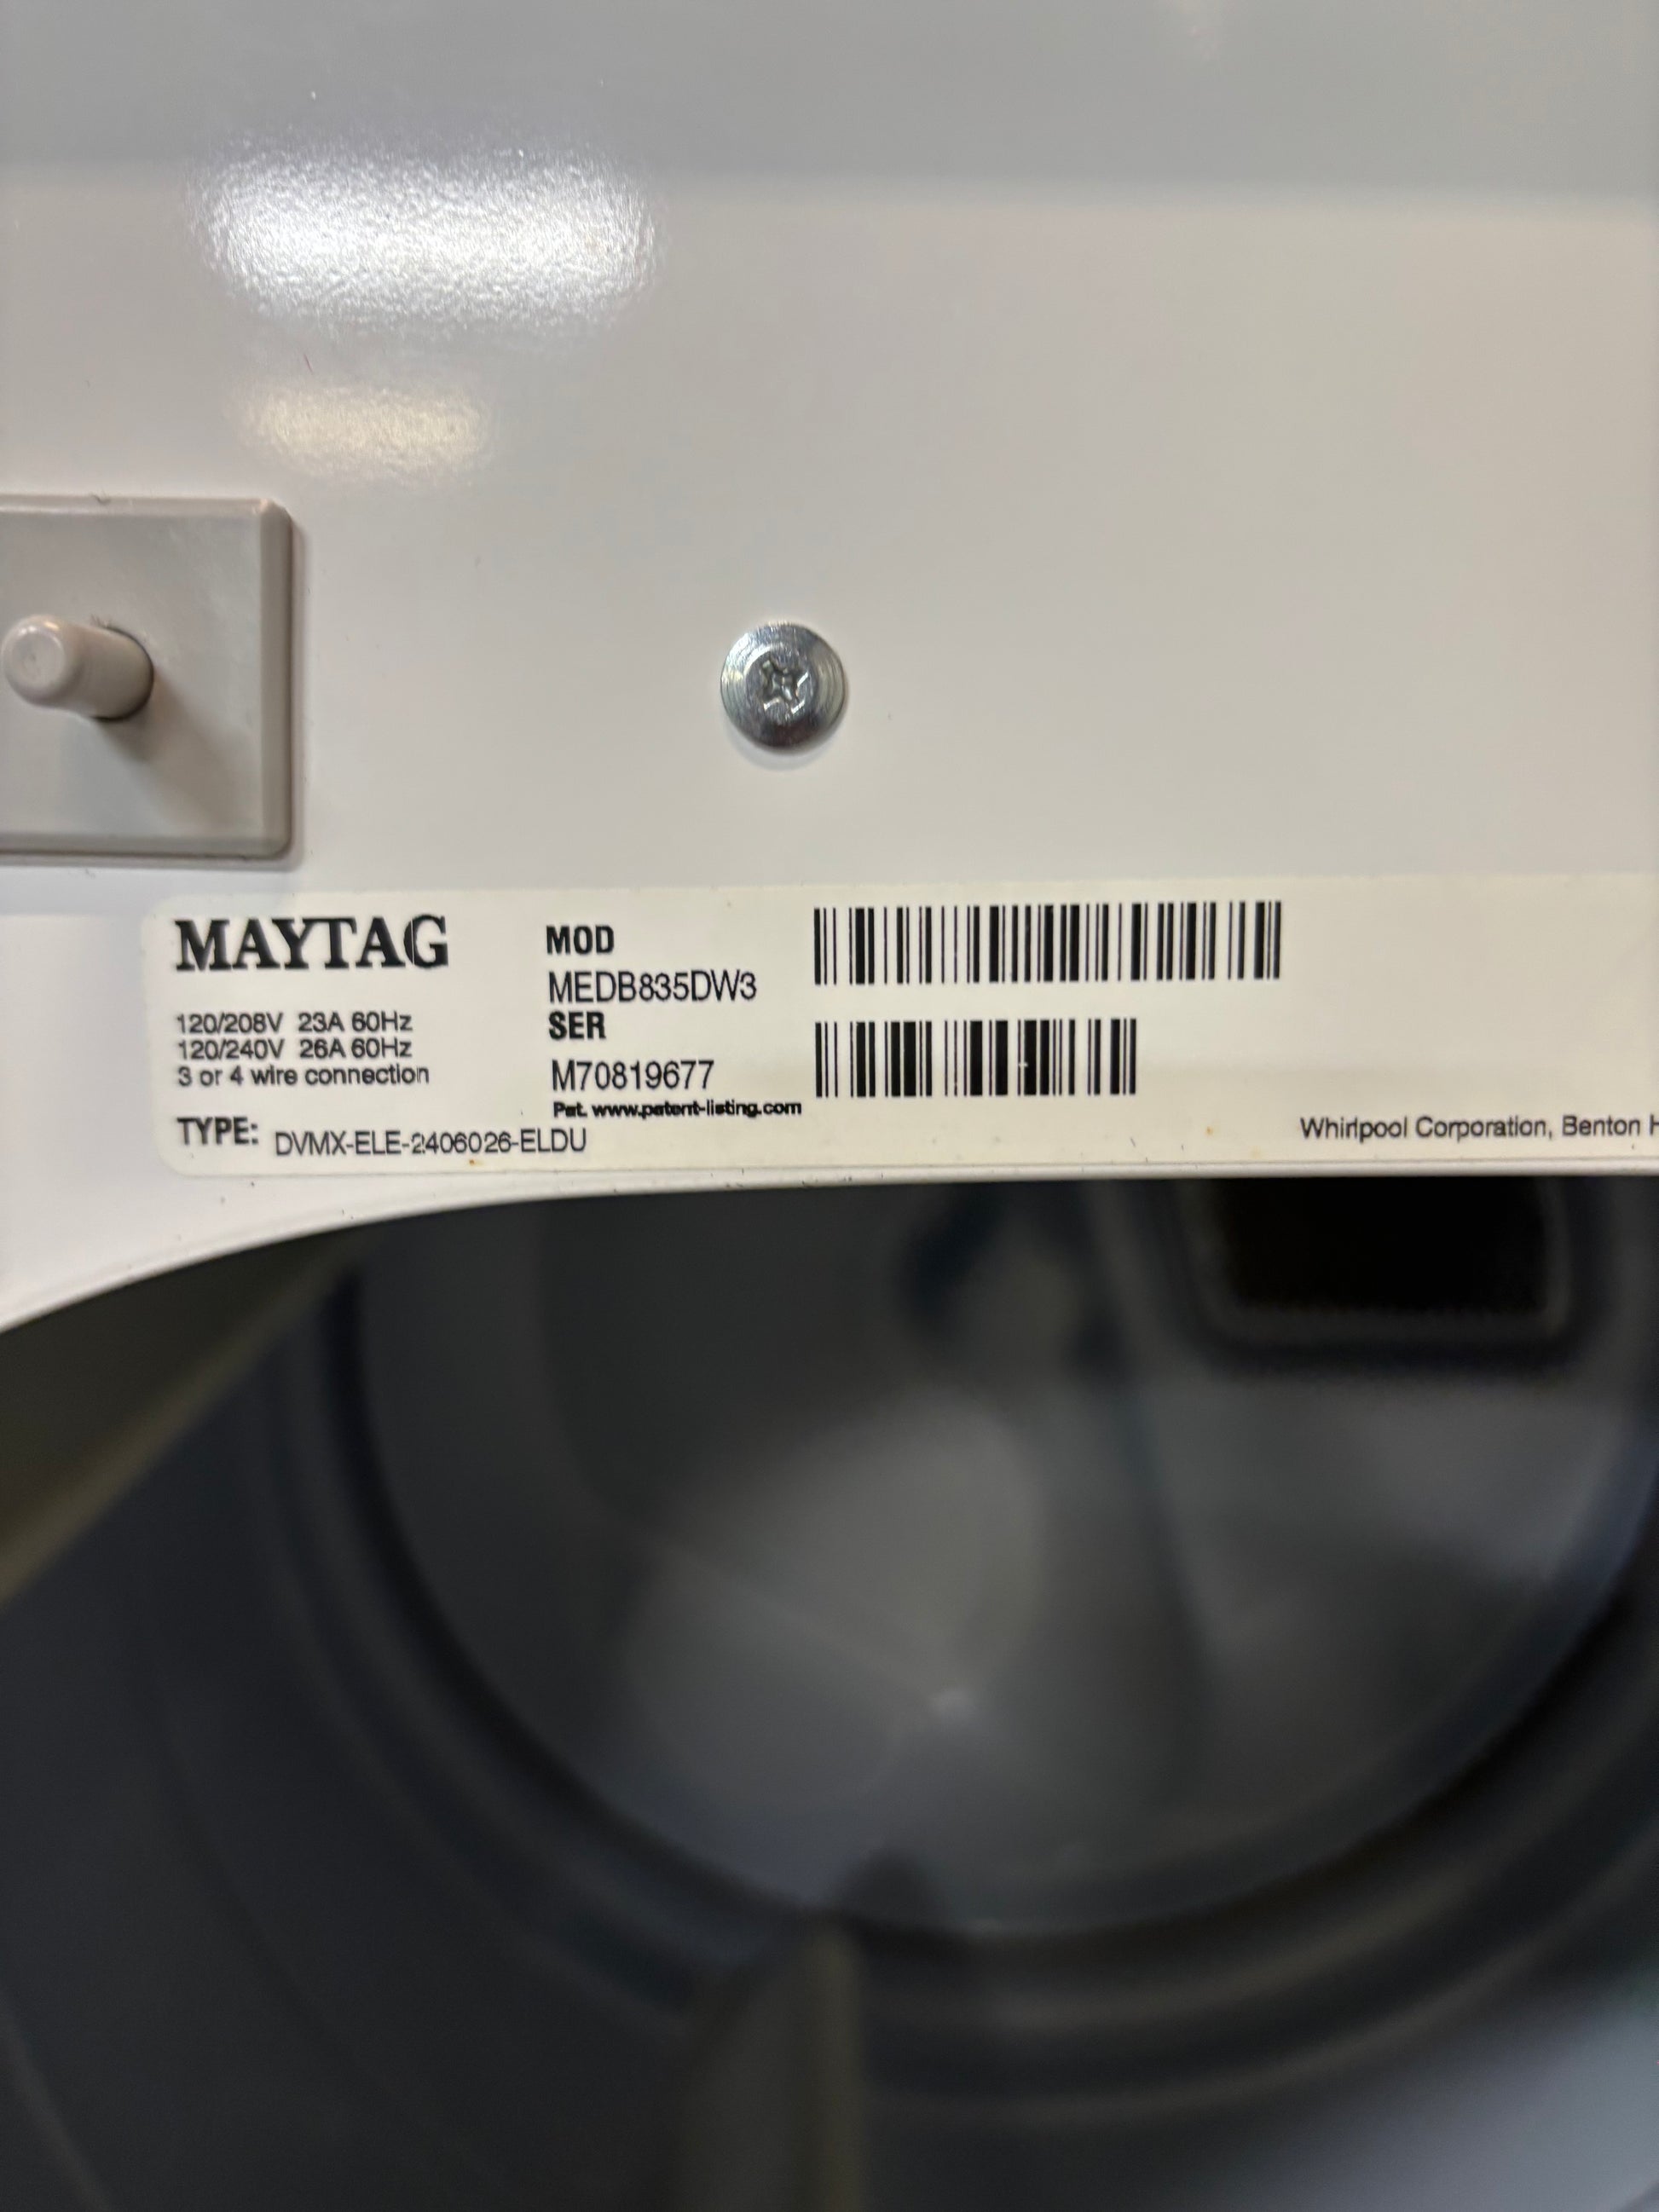 MAYTAG
120/208V 23A 60Hz
120/240V 26A 60Hz
3 or 4 wire connection
TYPE: DVMX-ELE-2406026-ELDU
MOD
MEDB835DW3
SER
M70819677
Pat. www.patent-listing.com
Whirlpool Corporation, Benton H